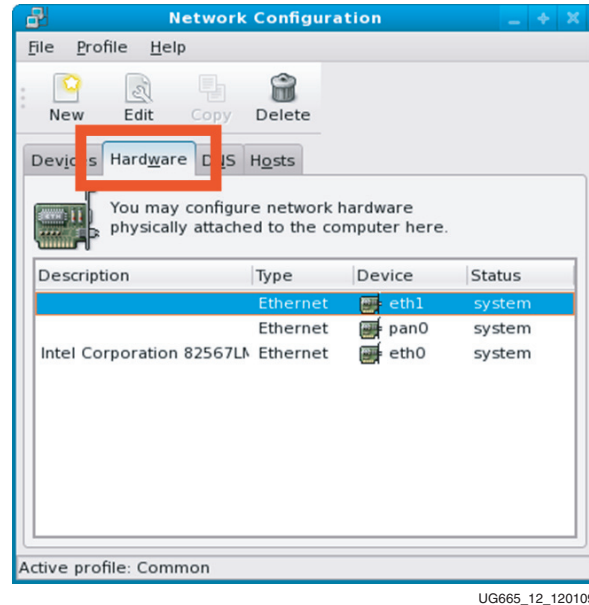 Network Configuration
File Profile Help
New Edit Copy Delete
Devices Hardware DNS Hosts
You may configure network hardware
physically attached to the computer here.
Description Type Device Status
Ethernet eth1 system
Ethernet pan0 system
Intel Corporation 82567LM Ethernet eth0 system
Active profile: Common
UG665_12_120109